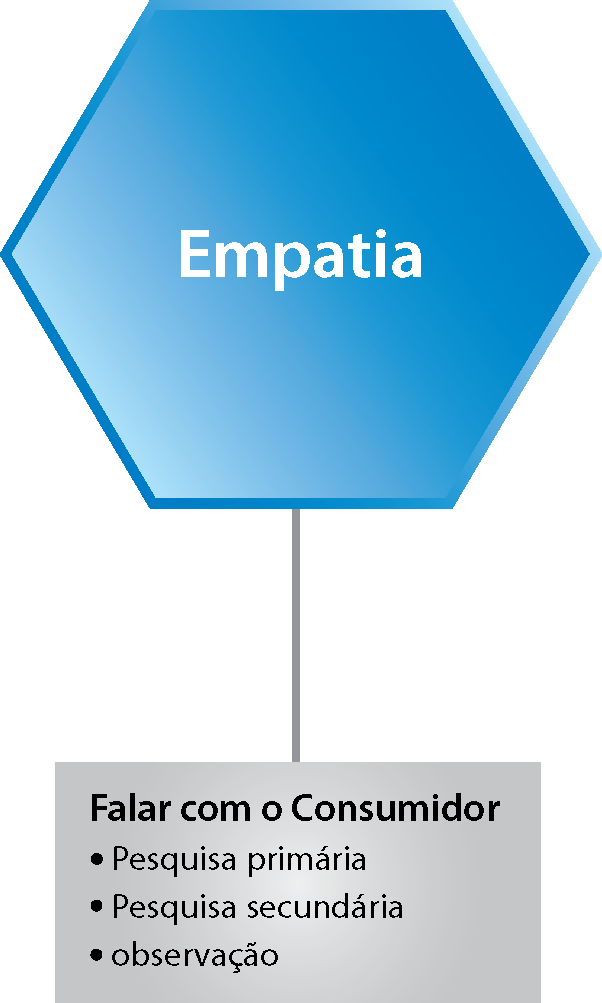 Empatia
Falar com o Consumidor
• Pesquisa primária
• Pesquisa secundária
• observação